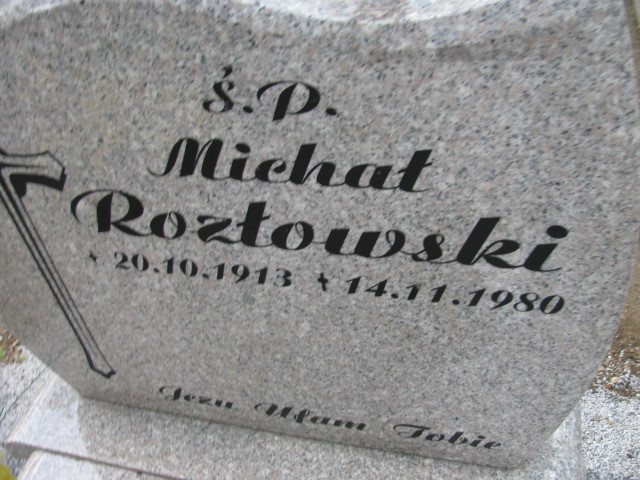 Ś.P.
Michał
Rozłowski
* 20.10.1913 † 14.11.1980
Jezu Ufam Tobie